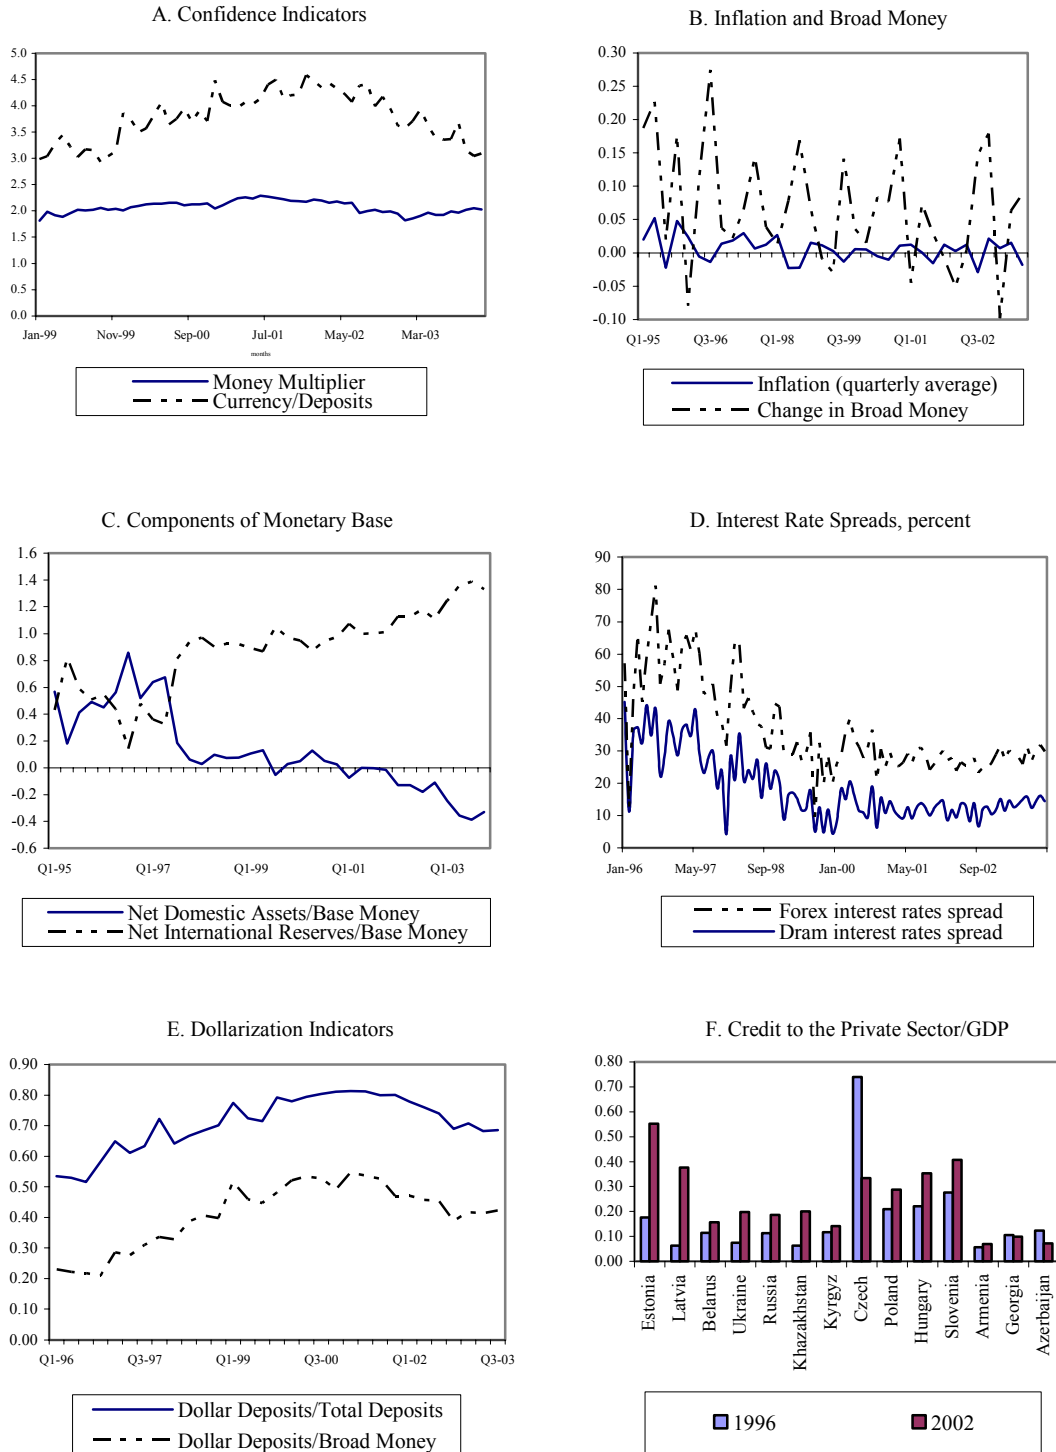 A. Confidence Indicators
5.0
4.5
4.0
3.5
3.0
2.5
2.0
1.5
1.0
0.5
0.0
Jan-99 Nov-99 Sep-00 Jul-01 May-02 Mar-03
months
Money Multiplier
Currency/Deposits
B. Inflation and Broad Money
0.30
0.25
0.20
0.15
0.10
0.05
0.00
-0.05
-0.10
Q1-95 Q3-96 Q1-98 Q3-99 Q1-01 Q3-02
Inflation (quarterly average)
Change in Broad Money
C. Components of Monetary Base
1.6
1.4
1.2
1.0
0.8
0.6
0.4
0.2
0.0
-0.2
-0.4
-0.6
Q1-95 Q1-97 Q1-99 Q1-01 Q1-03
Net Domestic Assets/Base Money
Net International Reserves/Base Money
D. Interest Rate Spreads, percent
90
80
70
60
50
40
30
20
10
0
Jan-96 May-97 Sep-98 Jan-00 May-01 Sep-02
Forex interest rates spread
Dram interest rates spread
E. Dollarization Indicators
0.90
0.80
0.70
0.60
0.50
0.40
0.30
0.20
0.10
0.00
Q1-96 Q3-97 Q1-99 Q3-00 Q1-02 Q3-03
Dollar Deposits/Total Deposits
Dollar Deposits/Broad Money
F. Credit to the Private Sector/GDP
0.80
0.70
0.60
0.50
0.40
0.30
0.20
0.10
0.00
Estonia
Latvia
Belarus
Ukraine
Russia
Khazakhstan
Kyrgyz
Czech
Poland
Hungary
Slovenia
Armenia
Georgia
Azerbaijan
1996 2002